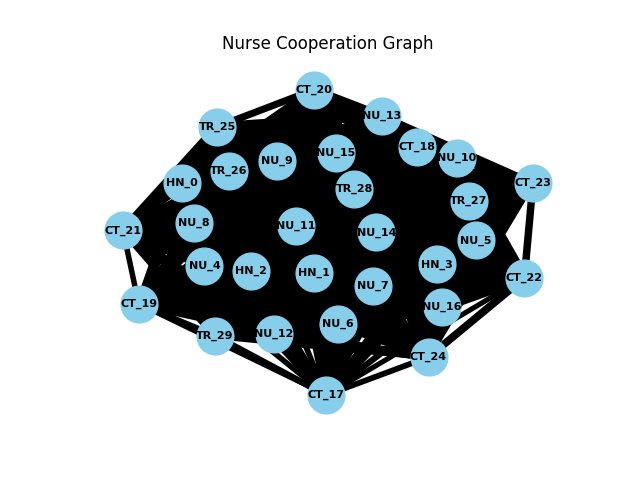 Nurse Cooperation Graph
CT_20
NU_13
TR_25
CT_18
NU_15
NU_10
NU_9
TR_26
HN_0
CT_23
TR_28
TR_27
NU_8
NU_11
CT_21
NU_14
NU_5
HN_3
NU_4
HN_2
HN_1
CT_22
NU_7
CT_19
NU_16
NU_6
NU_12
TR_29
CT_24
CT_17